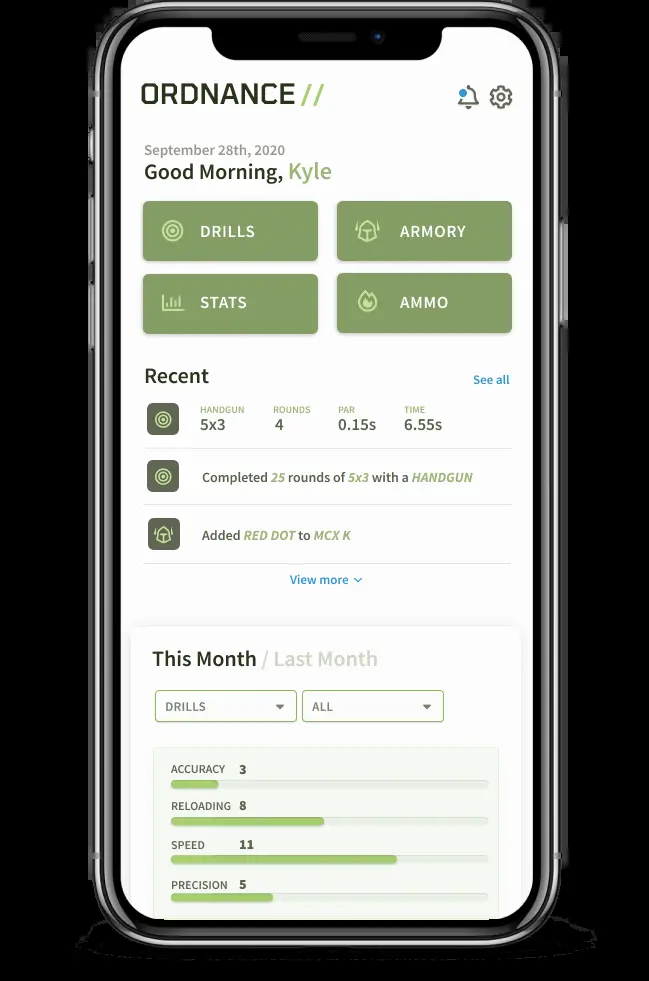 ORDNANCE //
September 28th, 2020
Good Morning, Kyle
DRILLS
ARMORY
STATS
AMMO
Recent
See all
HANDGUN ROUNDS PAR TIME
5x3 4 0.15s 6.55s
Completed 25 rounds of 5x3 with a HANDGUN
Added RED DOT to MCX K
View more
This Month / Last Month
DRILLS
ALL
ACCURACY 3
RELOADING 8
SPEED 11
PRECISION 5